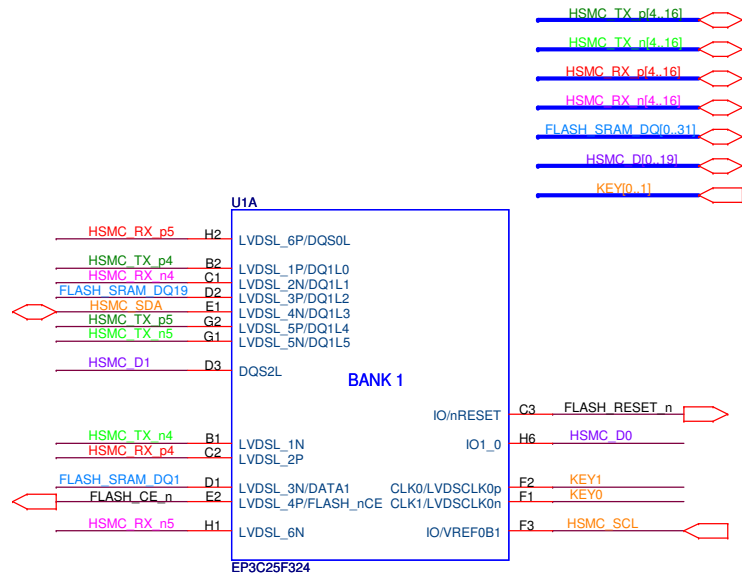 HSMC_TX_p[4..16]
HSMC_TX_n[4..16]
HSMC_RX_p[4..16]
HSMC_RX_n[4..16]
FLASH_SRAM_DQ[0..31]
HSMC_D[0..19]
KEY[0..1]
U1A
HSMC_RX_p5 H2 LVDSL_6P/DQS0L
HSMC_TX_p4 B2 LVDSL_1P/DQ1L0
HSMC_RX_n4 C1 LVDSL_2N/DQ1L1
FLASH_SRAM_DQ19 D2 LVDSL_3P/DQ1L2
HSMC_SDA E1 LVDSL_4N/DQ1L3
HSMC_TX_p5 G2 LVDSL_5P/DQ1L4
HSMC_TX_n5 G1 LVDSL_5N/DQ1L5
HSMC_D1 D3 DQS2L
BANK 1
IO/nRESET C3 FLASH_RESET_n
HSMC_TX_n4 B1 LVDSL_1N IO1_0 H6 HSMC_D0
HSMC_RX_p4 C2 LVDSL_2P
FLASH_SRAM_DQ1 D1 LVDSL_3N/DATA1 CLK0/LVDSCLK0p F2 KEY1
FLASH_CE_n E2 LVDSL_4P/FLASH_nCE CLK1/LVDSCLK0n F1 KEY0
HSMC_RX_n5 H1 LVDSL_6N IO/VREF0B1 F3 HSMC_SCL
EP3C25F324